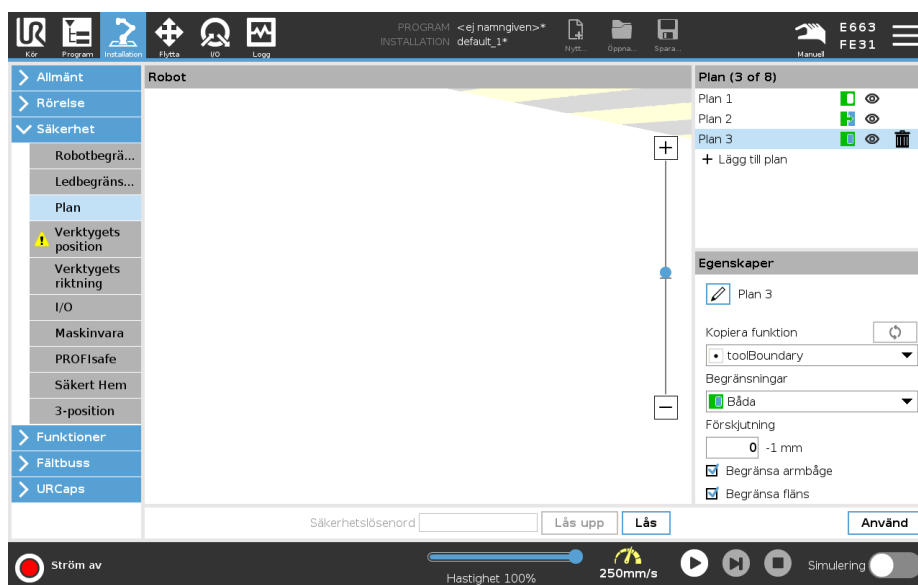 UR
Kör
Program
Installation
Flytta
I/O
Logg
PROGRAM <ej namngiven>*
INSTALLATION default_1*
Nytt...
Öppna...
Spara...
Manuell
E663
FE31
Allmänt
Rörelse
Säkerhet
Robotbegrä...
Ledbegräns...
Plan
Verktygets
position
Verktygets
riktning
I/O
Maskinvara
PROFIsafe
Säkert Hem
3-position
Funktioner
Fältbuss
URCaps
Robot
Plan (3 of 8)
Plan 1
Plan 2
Plan 3
+ Lägg till plan
Egenskaper
Plan 3
Kopiera funktion
toolBoundary
Begränsningar
Båda
Förskjutning
0 -1 mm
Begränsa armbåge
Begränsa fläns
Säkerhetslösenord
Lås upp
Lås
Använd
Ström av
Hastighet 100%
250mm/s
Simulering